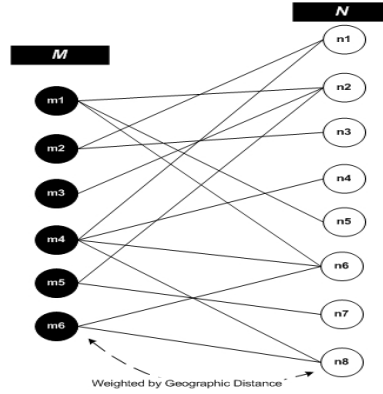 N
M
n1
n2
n3
n4
n5
n6
n7
n8
m1
m2
m3
m4
m5
m6
Weighted by Geographic Distance